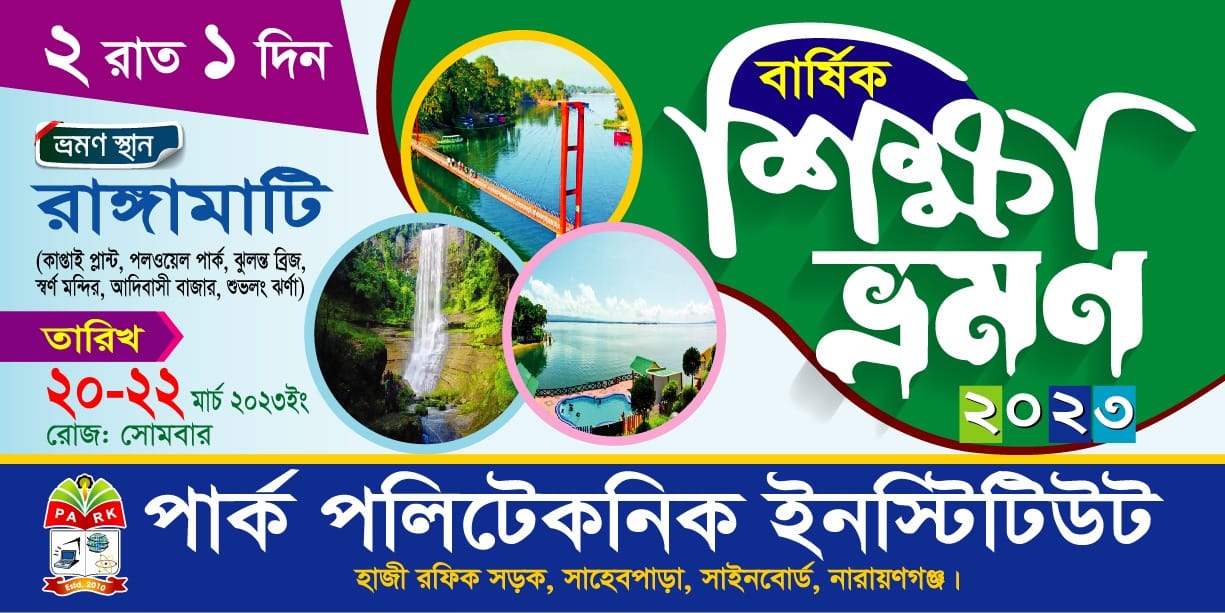 ২ রাত ১ দিন
ভ্রমণ স্থান
রাঙ্গামাটি
(কাপ্তাই প্লান্ট, পলওয়েল পার্ক, ঝুলন্ত ব্রিজ,
স্বর্ণ মন্দির, আদিবাসী বাজার, শুভলং ঝর্ণা)
তারিখ
২০-২২ মার্চ ২০২৩ইং
রোজ: সোমবার
বার্ষিক
শিক্ষা
ভ্রমণ
২০২৩
PARK
Estd. 2010
পার্ক পলিটেকনিক ইনস্টিটিউট
হাজী রফিক সড়ক, সাহেবপাড়া, সাইনবোর্ড, নারায়ণগঞ্জ।